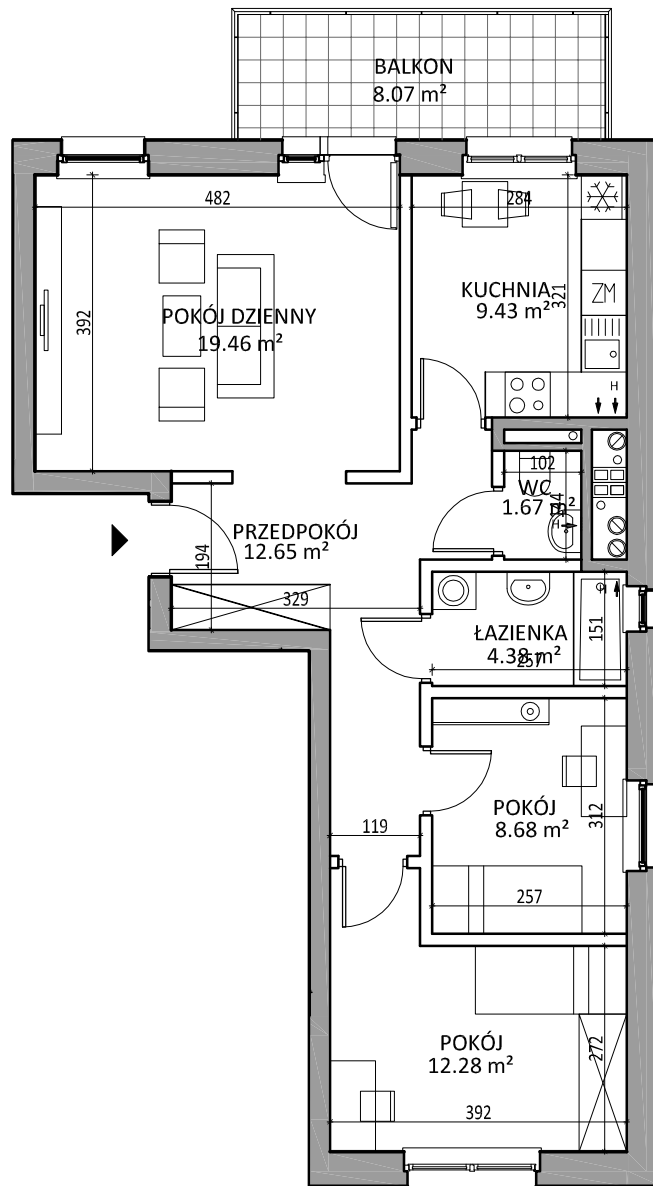 BALKON
8.07 m²
482
284
392
POKÓJ DZIENNY
19.46 m²
KUCHNIA
9.43 m²
321
ZM
H
102
WC
1.67 m²
144
H
PRZEDPOKÓJ
12.65 m²
194
329
H
ŁAZIENKA
4.38 m²
257
151
POKÓJ
8.68 m²
312
119
257
POKÓJ
12.28 m²
272
392